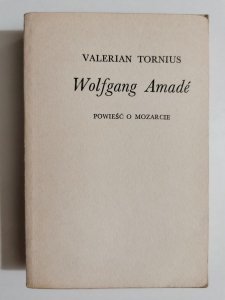 VALERIAN TORNIUS
Wolfgang Amadé
POWIEŚĆ O MOZARCIE